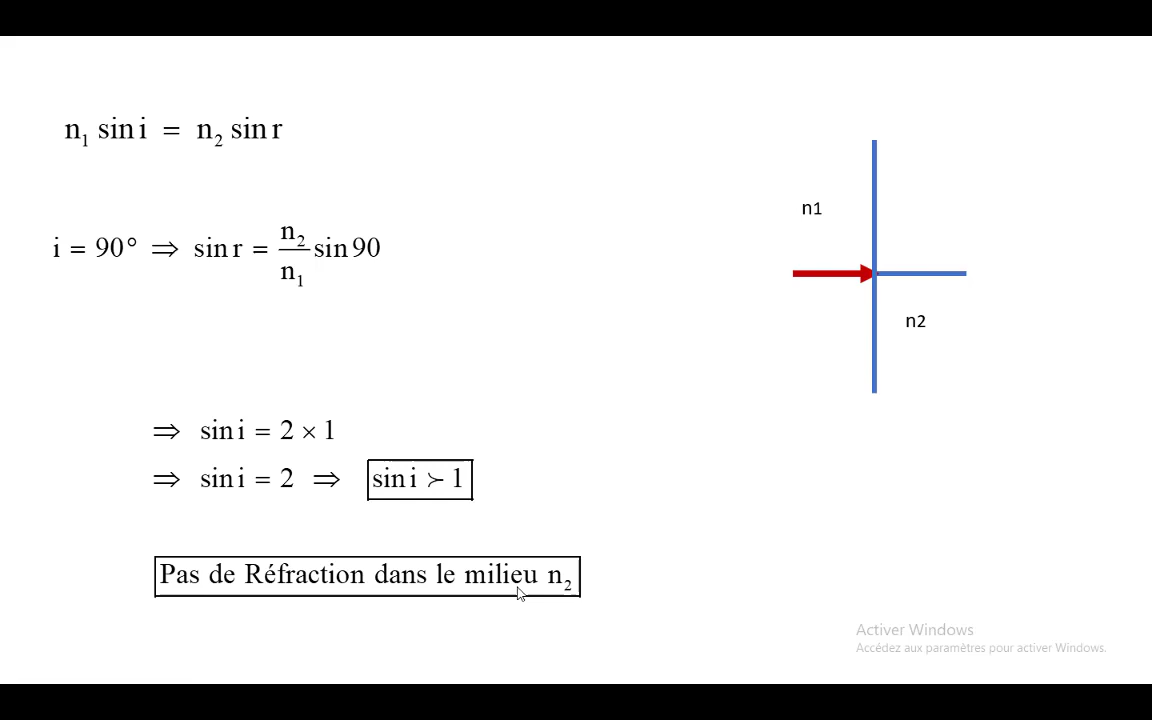 n₁ sin i = n₂ sin r
i = 90° ⇒ sin r = n₂/n₁ sin 90
⇒ sin i = 2 × 1
⇒ sin i = 2 ⇒ sin i ≻ 1
Pas de Réfraction dans le milieu n₂
n1
n2
Activer Windows
Accédez aux paramètres pour activer Windows.